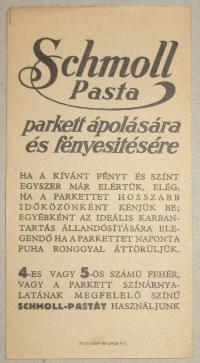 Schmoll
Pasta
parkett ápolására
és fényesitésére
HA A KÍVÁNT FÉNYT ÉS SZÍNT
EGYSZER MÁR ELÉRTÜK, ELÉG,
HA A PARKETTET HOSSZABB
IDŐKÖZÖNKÉNT KENJÜK BE;
EGYÉBKÉNT AZ IDEÁLIS KARBAN-
TARTÁS ÁLLANDÓSÍTÁSÁRA ELE-
GENDŐ HA A PARKETTET NAPONTA
PUHA RONGGYAL ÁTTÖRÜLJÜK.
4-ES VAGY 5-ÖS SZÁMU FEHÉR,
VAGY A PARKETT SZÍNÁRNYA-
LATÁNAK MEGFELELŐ SZÍNŰ
SCHMOLL-PASTÁT HASZNÁLJUNK